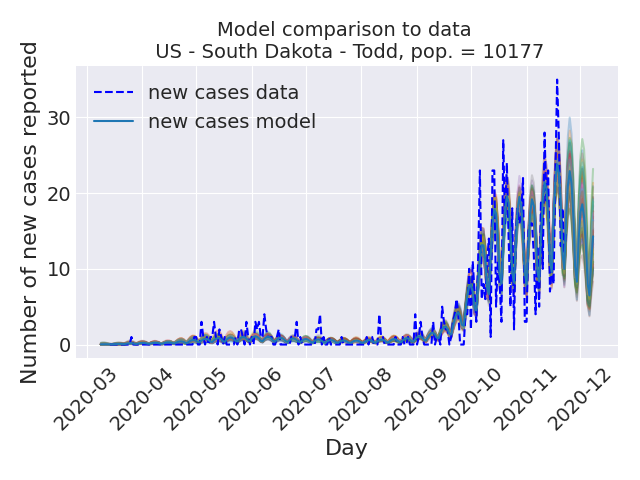 Model comparison to data
US - South Dakota - Todd, pop. = 10177
Number of new cases reported
new cases data
new cases model
30
20
10
0
2020-03
2020-04
2020-05
2020-06
2020-07
2020-08
2020-09
2020-10
2020-11
2020-12
Day